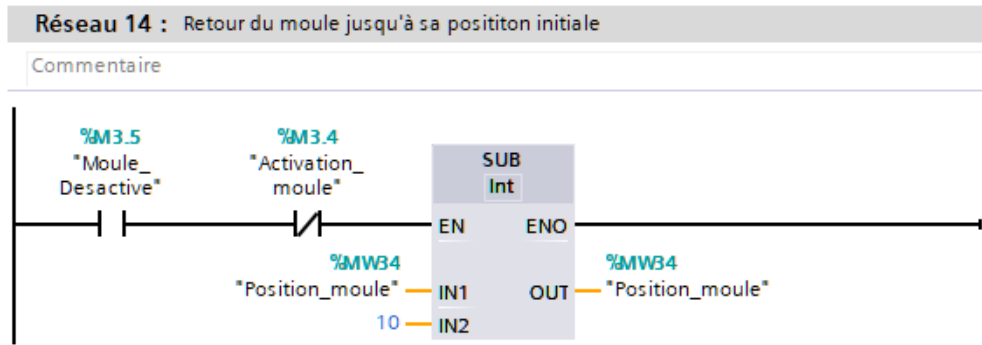 Réseau 14 : Retour du moule jusqu'à sa posititon initiale
Commentaire
%M3.5
"Moule_
Desactive"
%M3.4
"Activation_
moule"
SUB
Int
EN
ENO
%MW34
"Position_moule"
IN1
10
IN2
OUT
%MW34
"Position_moule"